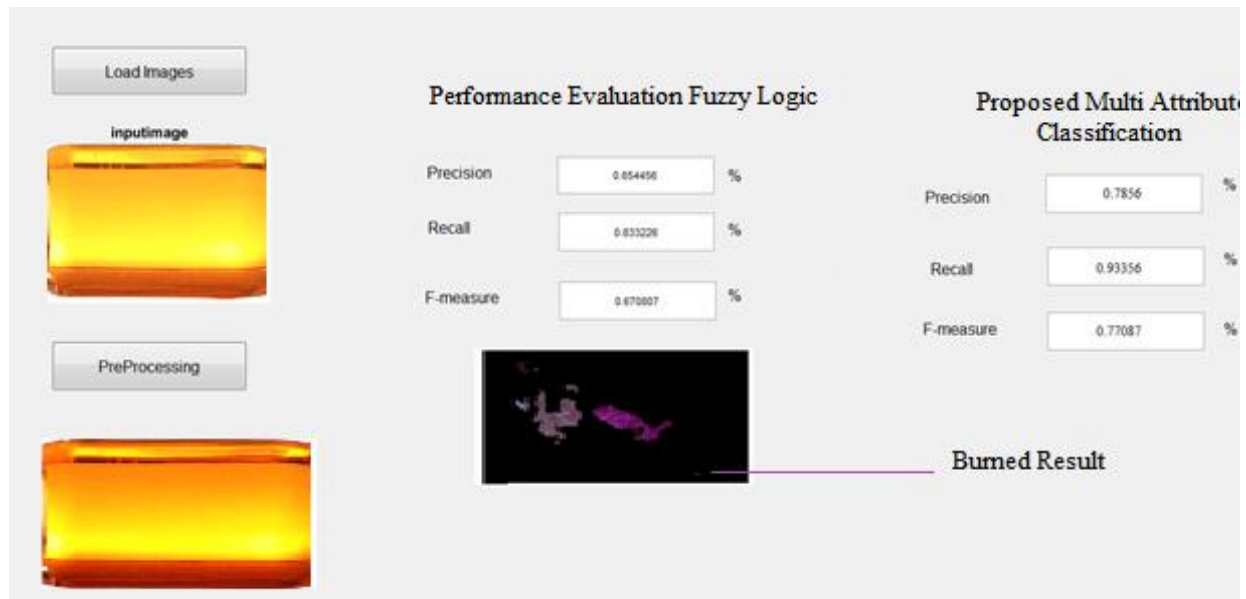 Load Images
inputimage
PreProcessing
Performance Evaluation Fuzzy Logic
Precision 0.654456 %
Recall 0.833226 %
F-measure 0.670807 %
Burned Result
Proposed Multi Attribute
Classification
Precision 0.7856 %
Recall 0.93356 %
F-measure 0.77087 %